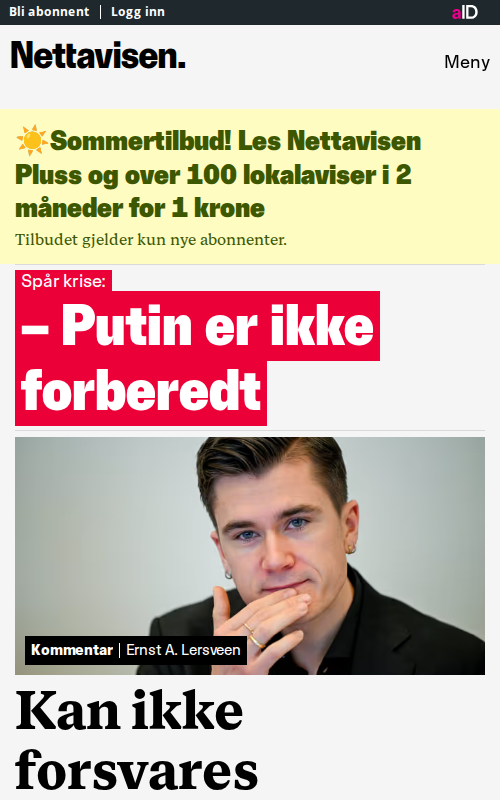 Bli abonnent | Logg inn
aID
Nettavisen.
Meny
☀️Sommertilbud! Les Nettavisen
Pluss og over 100 lokalaviser i 2
måneder for 1 krone
Tilbudet gjelder kun nye abonnenter.
Spår krise:
– Putin er ikke
forberedt
Kommentar | Ernst A. Lersveen
Kan ikke
forsvares